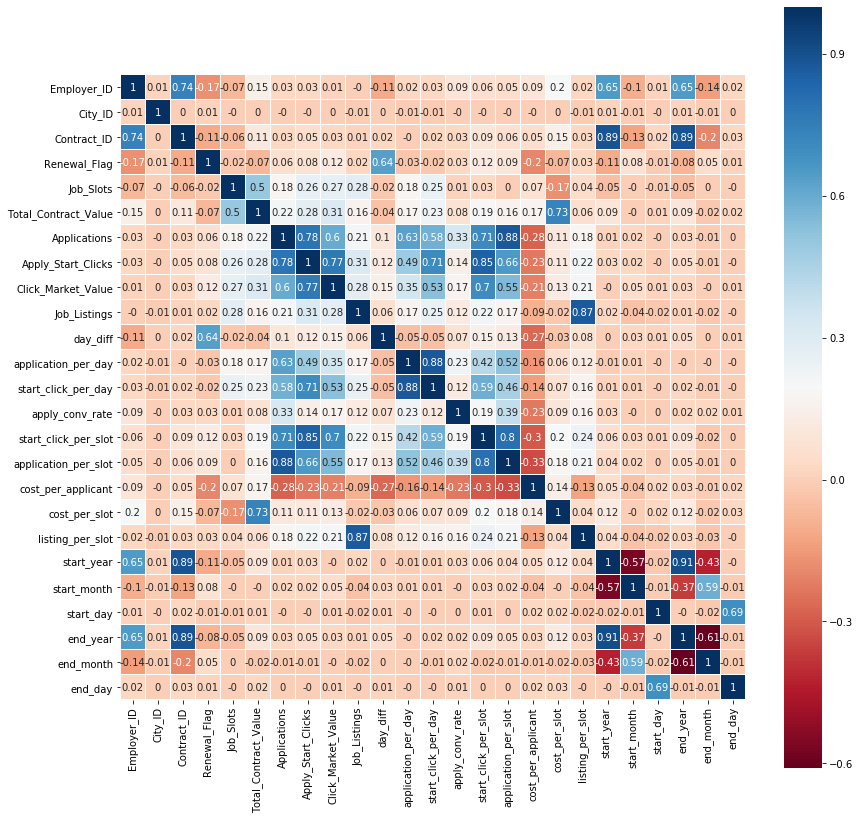 Employer_ID 1 0.01 0.74 -0.17 -0.07 0.15 0.03 0.03 0.01 -0 -0.11 0.02 0.03 0.09 0.06 0.05 0.09 0.2 0.02 0.65 -0.1 0.01 0.65 -0.14 0.02
City_ID 0.01 1 0 0.01 -0 0 -0 -0 -0 -0.01 0 -0.01 -0.01 -0 -0 -0 0 0 -0.01 0.01 -0.01 -0 0.01 -0.01 0
Contract_ID 0.74 0 1 -0.11 -0.06 0.11 0.03 0.05 0.03 0.01 0.02 -0 0.02 0.03 0.09 0.06 0.05 0.15 0.03 0.89 -0.13 0.02 0.89 -0.2 0.03
Renewal_Flag -0.17 0.01 -0.11 1 -0.02 -0.07 0.06 0.08 0.12 0.02 0.64 -0.03 -0.02 0.03 0.12 0.09 -0.2 -0.07 0.03 -0.11 0.08 -0.01 -0.08 0.05 0.01
Job_Slots -0.07 -0 -0.06 -0.02 1 0.5 0.18 0.26 0.27 0.28 -0.02 0.18 0.25 0.01 0.03 0 0.07 -0.17 0.04 -0.05 0 -0.01 -0.05 0 -0
Total_Contract_Value 0.15 0 0.11 -0.07 0.5 1 0.22 0.28 0.31 0.16 -0.04 0.17 0.23 0.08 0.19 0.16 0.17 0.73 0.06 0.09 -0 0.01 0.09 -0.02 0.02
Applications 0.03 -0 0.03 0.06 0.18 0.22 1 0.78 0.6 0.21 0.1 0.63 0.58 0.33 0.71 0.88 -0.28 0.11 0.18 0.01 0.02 -0 0.03 -0.01 0
Apply_Start_Clicks 0.03 -0 0.05 0.08 0.26 0.28 0.78 1 0.77 0.31 0.12 0.49 0.71 0.14 0.85 0.66 -0.23 0.11 0.22 0.03 0.02 -0 0.05 -0.01 -0
Click_Market_Value 0.01 0 0.03 0.12 0.27 0.31 0.6 0.77 1 0.28 0.15 0.35 0.53 0.17 0.7 0.55 -0.21 0.13 0.21 -0 0.05 0.01 0.03 -0 0.01
Job_Listings -0 -0.01 0.01 0.02 0.28 0.16 0.21 0.31 0.28 1 0.06 0.17 0.25 0.12 0.22 0.17 -0.09 -0.02 0.87 0.02 -0.04 -0.02 0.01 -0.02 -0
day_diff -0.11 0 0.02 0.64 -0.02 -0.04 0.1 0.12 0.15 0.06 1 -0.05 -0.05 0.07 0.15 0.13 -0.27 -0.03 0.08 0 0.03 0.01 0.05 0 0.01
application_per_day 0.02 -0.01 -0 -0.03 0.18 0.17 0.63 0.49 0.35 0.17 -0.05 1 0.88 0.23 0.42 0.52 -0.16 0.06 0.12 -0.01 0.01 -0 -0 -0 -0
start_click_per_day 0.03 -0.01 0.02 -0.02 0.25 0.23 0.58 0.71 0.53 0.25 -0.05 0.88 1 0.12 0.59 0.46 -0.14 0.07 0.16 0.01 0.01 -0 0.02 -0.01 -0
apply_conv_rate 0.09 -0 0.03 0.03 0.01 0.08 0.33 0.14 0.17 0.12 0.07 0.23 0.12 1 0.19 0.39 -0.23 0.09 0.16 0.03 -0 0 0.02 0.02 0.01
start_click_per_slot 0.06 -0 0.09 0.12 0.03 0.19 0.71 0.85 0.7 0.22 0.15 0.42 0.59 0.19 1 0.8 -0.3 0.2 0.24 0.06 0.03 0.01 0.09 -0.02 0
application_per_slot 0.05 -0 0.06 0.09 0 0.16 0.88 0.66 0.55 0.17 0.13 0.52 0.46 0.39 0.8 1 -0.33 0.18 0.21 0.04 0.02 0 0.05 -0.01 0
cost_per_applicant 0.09 0 0.05 -0.2 0.07 0.17 -0.28 -0.23 -0.21 -0.09 -0.27 -0.16 -0.14 -0.23 -0.3 -0.33 1 0.14 -0.13 0.05 -0.04 0.02 0.03 -0.01 0.02
cost_per_slot 0.2 0 0.15 -0.07 -0.17 0.73 0.11 0.11 0.13 -0.02 -0.03 0.06 0.07 0.09 0.2 0.18 0.14 1 0.04 0.12 -0 0.02 0.12 -0.02 0.03
listing_per_slot 0.02 -0.01 0.03 0.03 0.04 0.06 0.18 0.22 0.21 0.87 0.08 0.12 0.16 0.16 0.24 0.21 -0.13 0.04 1 0.04 -0.04 -0.02 0.03 -0.03 -0
start_year 0.65 0.01 0.89 -0.11 -0.05 0.09 0.01 0.03 -0 0.02 0 -0.01 0.01 0.03 0.06 0.04 0.05 0.12 0.04 1 -0.57 -0.02 0.91 -0.43 -0
start_month -0.1 -0.01 -0.13 0.08 0 -0 0.02 0.02 0.05 -0.04 0.03 0.01 0.01 -0 0.03 0.02 -0.04 -0 -0.04 -0.57 1 -0.01 -0.37 0.59 -0.01
start_day 0.01 -0 0.02 -0.01 -0.01 0.01 -0 -0 0.01 -0.02 0.01 -0 -0 0 0.01 0 0.02 0.02 -0.02 -0.02 -0.01 1 -0 -0.02 0.69
end_year 0.65 0.01 0.89 -0.08 -0.05 0.09 0.03 0.05 0.03 0.01 0.05 -0 0.02 0.02 0.09 0.05 0.03 0.12 0.03 0.91 -0.37 -0 1 -0.61 -0.01
end_month -0.14 -0.01 -0.2 0.05 0 -0.02 -0.01 -0.01 -0 -0.02 0 -0 -0.01 0.02 -0.02 -0.01 -0.01 -0.02 -0.03 -0.43 0.59 -0.02 -0.61 1 -0.01
end_day 0.02 0 0.03 0.01 -0 0.02 0 -0 0.01 -0 0.01 -0 -0 0.01 0 0 0.02 0.03 -0 -0 -0.01 0.69 -0.01 -0.01 1
Employer_ID City_ID Contract_ID Renewal_Flag Job_Slots Total_Contract_Value Applications Apply_Start_Clicks Click_Market_Value Job_Listings day_diff application_per_day start_click_per_day apply_conv_rate start_click_per_slot application_per_slot cost_per_applicant cost_per_slot listing_per_slot start_year start_month start_day end_year end_month end_day
0.9
0.6
0.3
0.0
−0.3
−0.6